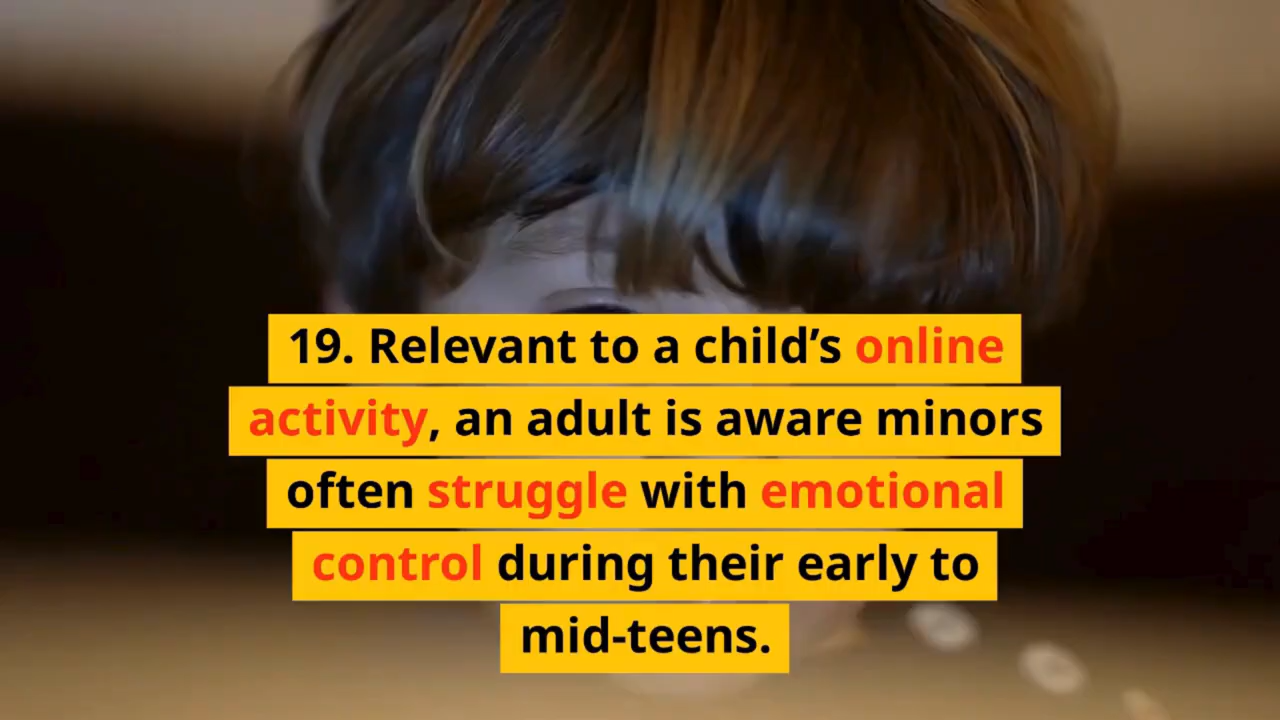 19. Relevant to a child’s online
activity, an adult is aware minors
often struggle with emotional
control during their early to
mid-teens.